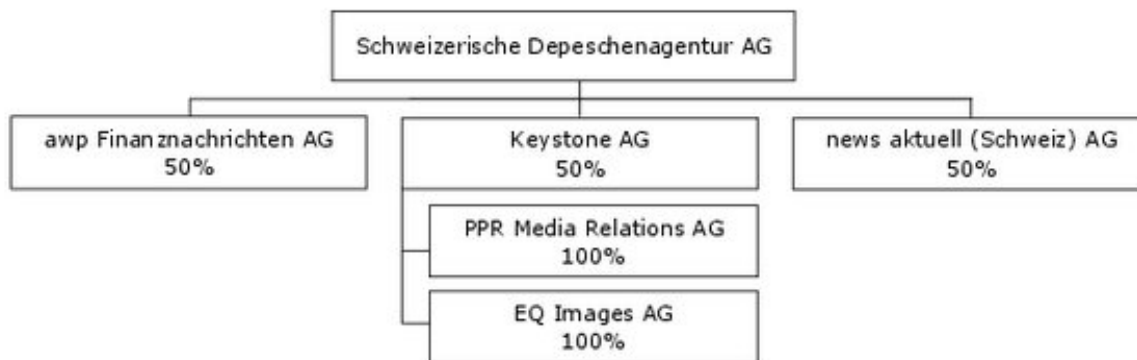 Schweizerische Depeschenagentur AG
awp Finanznachrichten AG
50%
Keystone AG
50%
news aktuell (Schweiz) AG
50%
PPR Media Relations AG
100%
EQ Images AG
100%